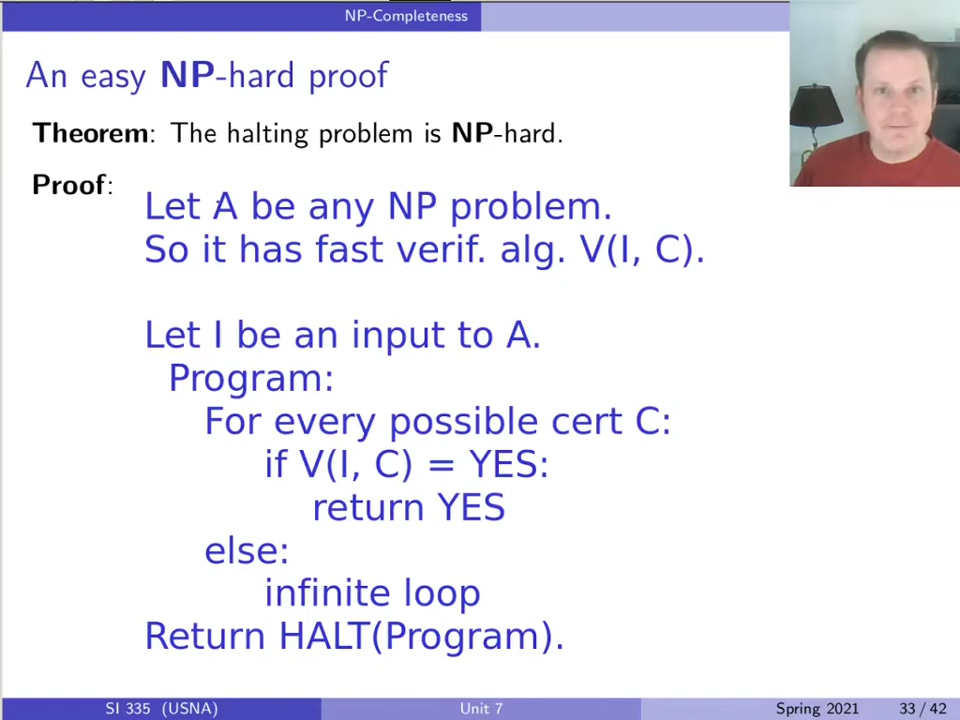 NP-Completeness
An easy NP-hard proof
Theorem: The halting problem is NP-hard.
Proof:
Let A be any NP problem.
So it has fast verif. alg. V(I, C).
Let I be an input to A.
Program:
For every possible cert C:
if V(I, C) = YES:
return YES
else:
infinite loop
Return HALT(Program).
SI 335 (USNA) Unit 7 Spring 2021 33 / 42